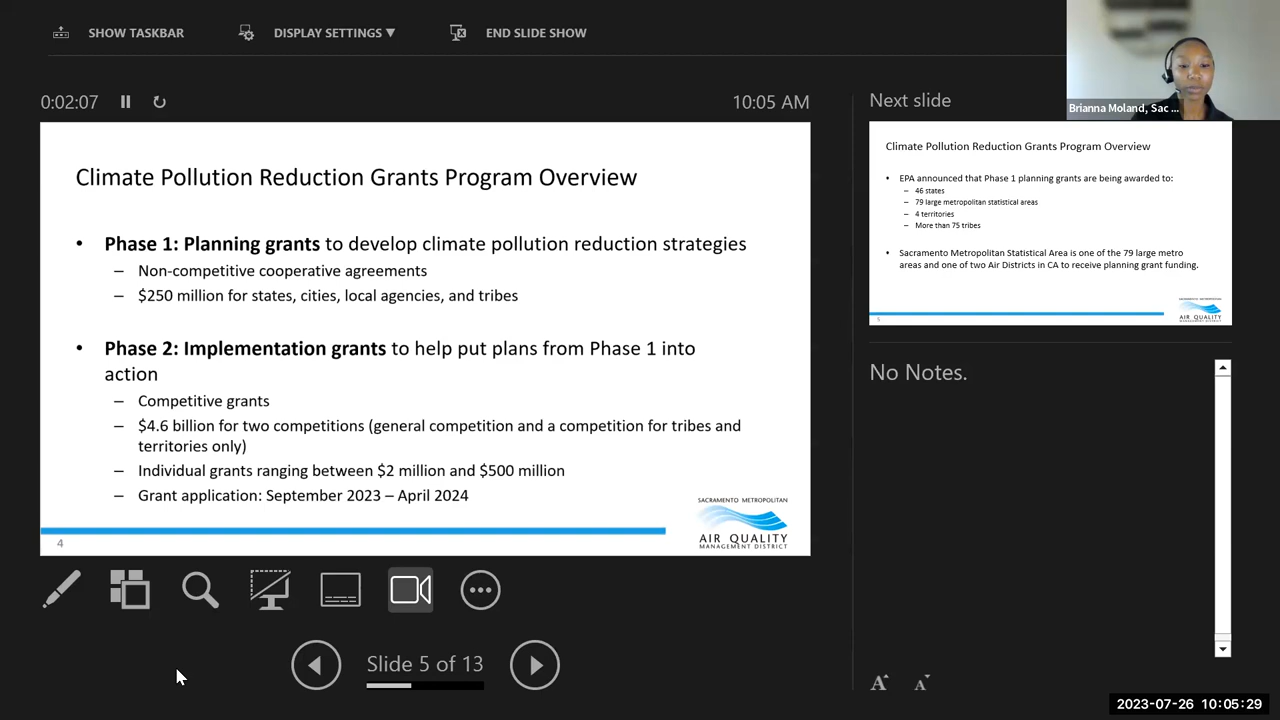 SHOW TASKBAR
DISPLAY SETTINGS ▼
END SLIDE SHOW
0:02:07
10:05 AM
Climate Pollution Reduction Grants Program Overview
• Phase 1: Planning grants to develop climate pollution reduction strategies
– Non-competitive cooperative agreements
– $250 million for states, cities, local agencies, and tribes
• Phase 2: Implementation grants to help put plans from Phase 1 into
action
– Competitive grants
– $4.6 billion for two competitions (general competition and a competition for tribes and
territories only)
– Individual grants ranging between $2 million and $500 million
– Grant application: September 2023 – April 2024
SACRAMENTO METROPOLITAN
AIR QUALITY
MANAGEMENT DISTRICT
4
Slide 5 of 13
Next slide
Brianna Moland, Sac ...
Climate Pollution Reduction Grants Program Overview
• EPA announced that Phase 1 planning grants are being awarded to:
– 46 states
– 79 large metropolitan statistical areas
– 4 territories
– More than 75 tribes
• Sacramento Metropolitan Statistical Area is one of the 79 large metro
areas and one of two Air Districts in CA to receive planning grant funding.
SACRAMENTO METROPOLITAN
AIR QUALITY
MANAGEMENT DISTRICT
5
No Notes.
A A
2023-07-26 10:05:29